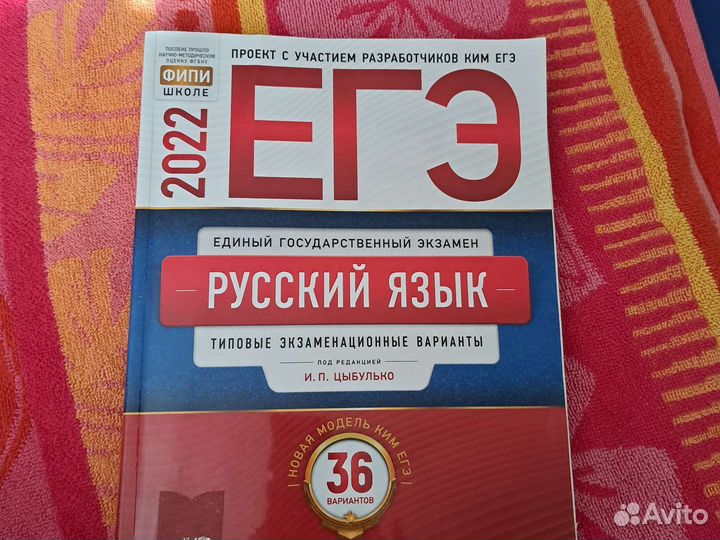 ПОСОБИЕ ПРОШЛО
НАУЧНО-МЕТОДИЧЕСКУЮ
ОЦЕНКУ ФГБНУ
ФИПИ
ШКОЛЕ
ПРОЕКТ С УЧАСТИЕМ РАЗРАБОТЧИКОВ КИМ ЕГЭ
2022
ЕГЭ
ЕДИНЫЙ ГОСУДАРСТВЕННЫЙ ЭКЗАМЕН
РУССКИЙ ЯЗЫК
ТИПОВЫЕ ЭКЗАМЕНАЦИОННЫЕ ВАРИАНТЫ
ПОД РЕДАКЦИЕЙ
И. П. ЦЫБУЛЬКО
НОВАЯ МОДЕЛЬ КИМ ЕГЭ
36
ВАРИАНТОВ
Avito